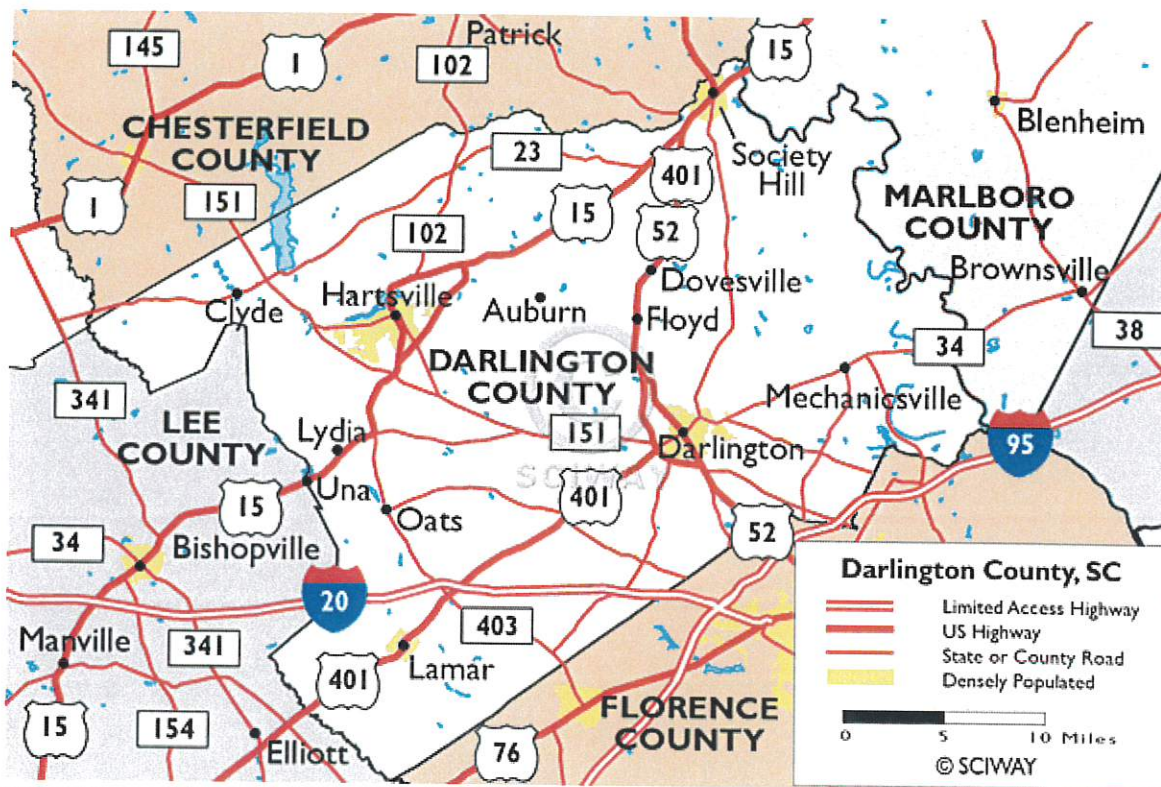 145
1
102
Patrick
15
CHESTERFIELD
COUNTY
Blenheim
23
Society
Hill
401
1
151
15
MARLBORO
COUNTY
102
52
Dovesville
Brownsville
Clyde
Hartsville
Auburn
Floyd
34
38
DARLINGTON
COUNTY
341
Mechanicsville
LEE
COUNTY
Lydia
151
Darlington
95
SCIWAY
Una
401
15
Oats
52
34
Bishopville
20
Darlington County, SC
Limited Access Highway
US Highway
State or County Road
Densely Populated
0 5 10 Miles
© SCIWAY
Manville
341
403
Lamar
401
FLORENCE
COUNTY
15
154
Elliott
76